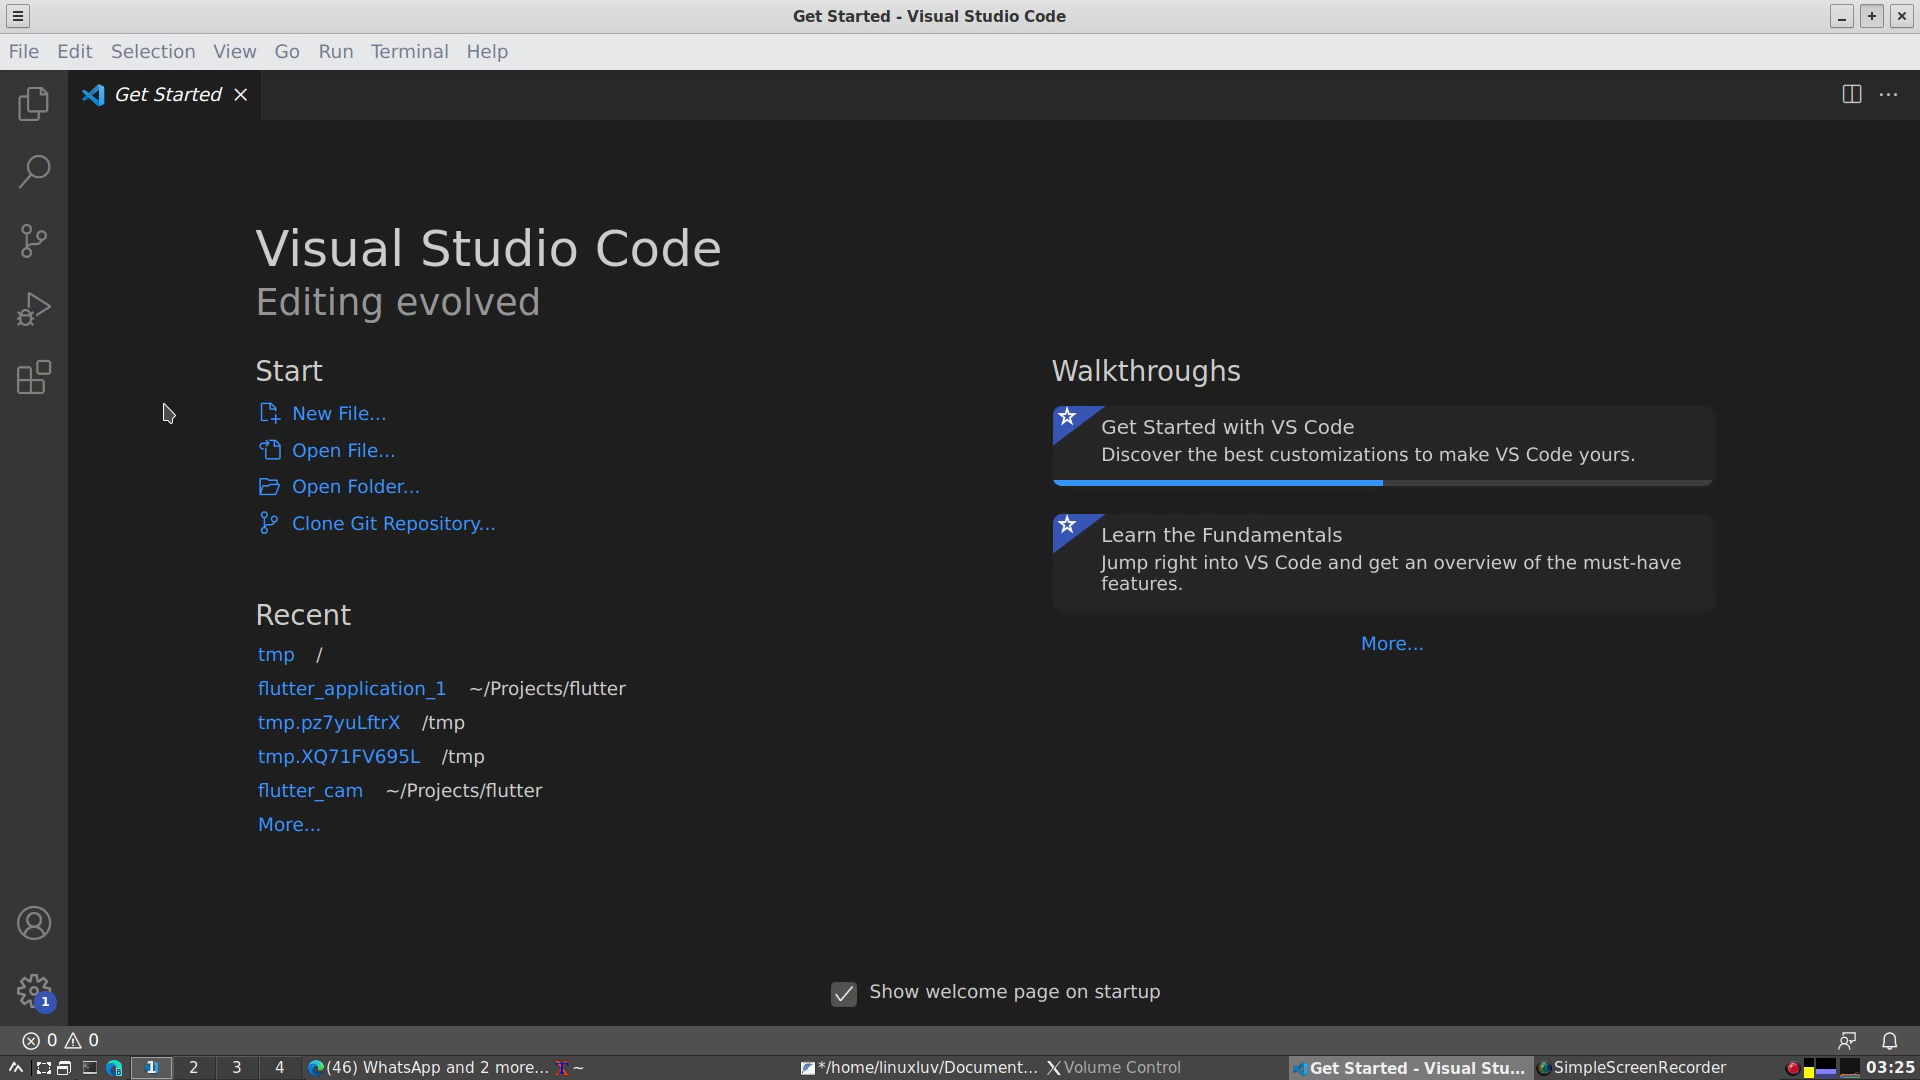 Get Started - Visual Studio Code
File Edit Selection View Go Run Terminal Help
Get Started
Visual Studio Code
Editing evolved
Start
New File...
Open File...
Open Folder...
Clone Git Repository...
Recent
tmp /
flutter_application_1 ~/Projects/flutter
tmp.pz7yuLftrX /tmp
tmp.XQ71FV695L /tmp
flutter_cam ~/Projects/flutter
More...
Walkthroughs
Get Started with VS Code
Discover the best customizations to make VS Code yours.
Learn the Fundamentals
Jump right into VS Code and get an overview of the must-have
features.
More...
Show welcome page on startup
1
0 0
1 2 3 4 (46) WhatsApp and 2 more... ~ */home/linuxluv/Document... Volume Control Get Started - Visual Stu... SimpleScreenRecorder 03:25